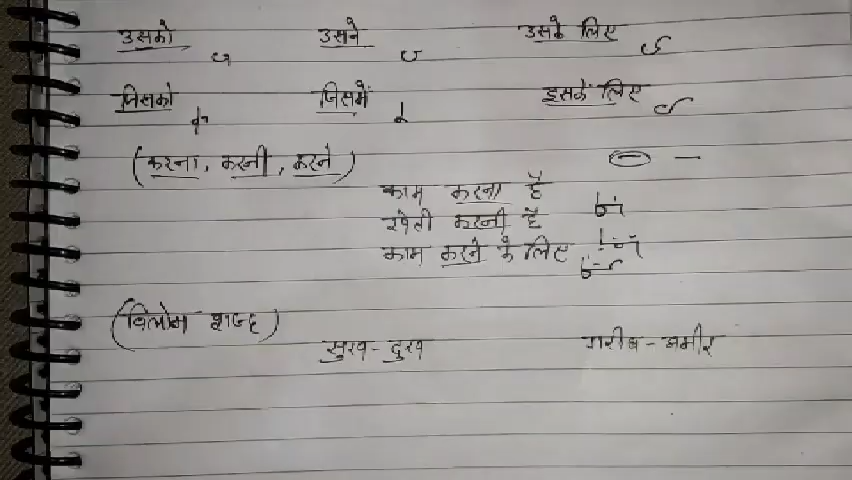 उसको उसने उसके लिए
जिसको जिसमें इसके लिए
(करना, करनी, करने)
काम करना है
खेती करनी है
काम करने के लिए
(विलोम शब्द)
सुख - दुख गरीब - अमीर